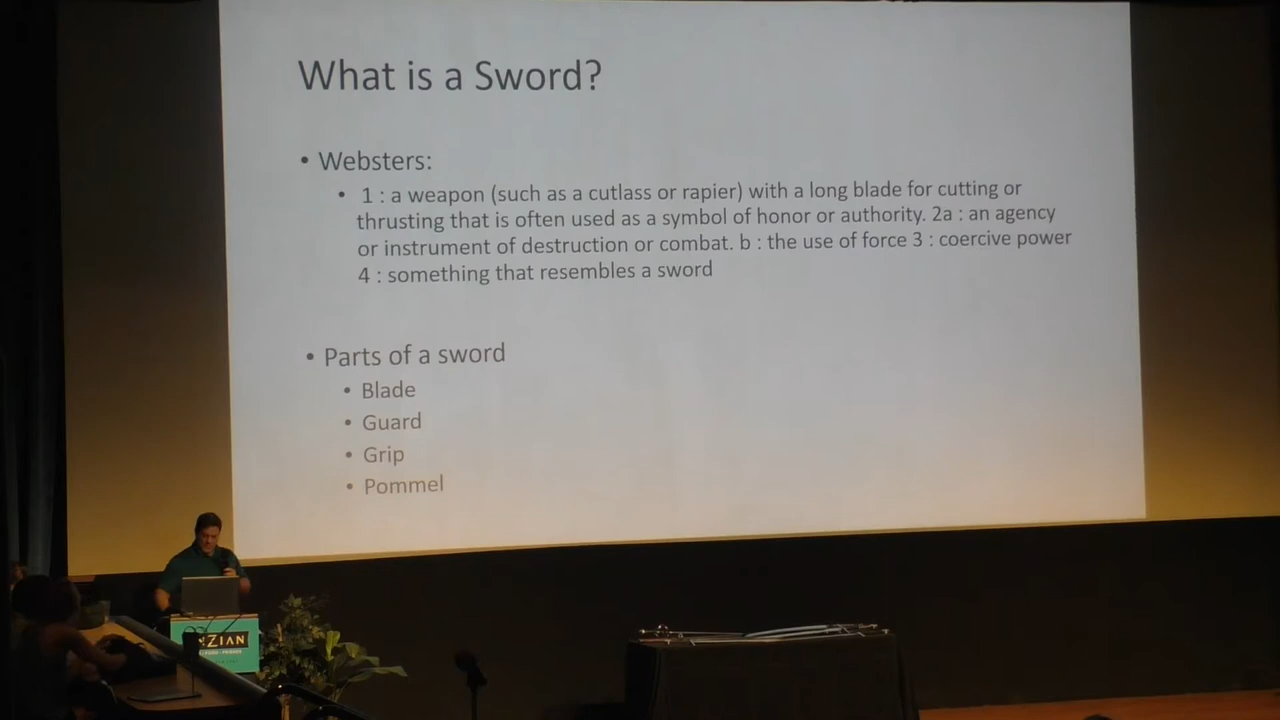 What is a Sword?
• Websters:
• 1 : a weapon (such as a cutlass or rapier) with a long blade for cutting or
thrusting that is often used as a symbol of honor or authority. 2a : an agency
or instrument of destruction or combat. b : the use of force 3 : coercive power
4 : something that resembles a sword
• Parts of a sword
• Blade
• Guard
• Grip
• Pommel
NZIAN